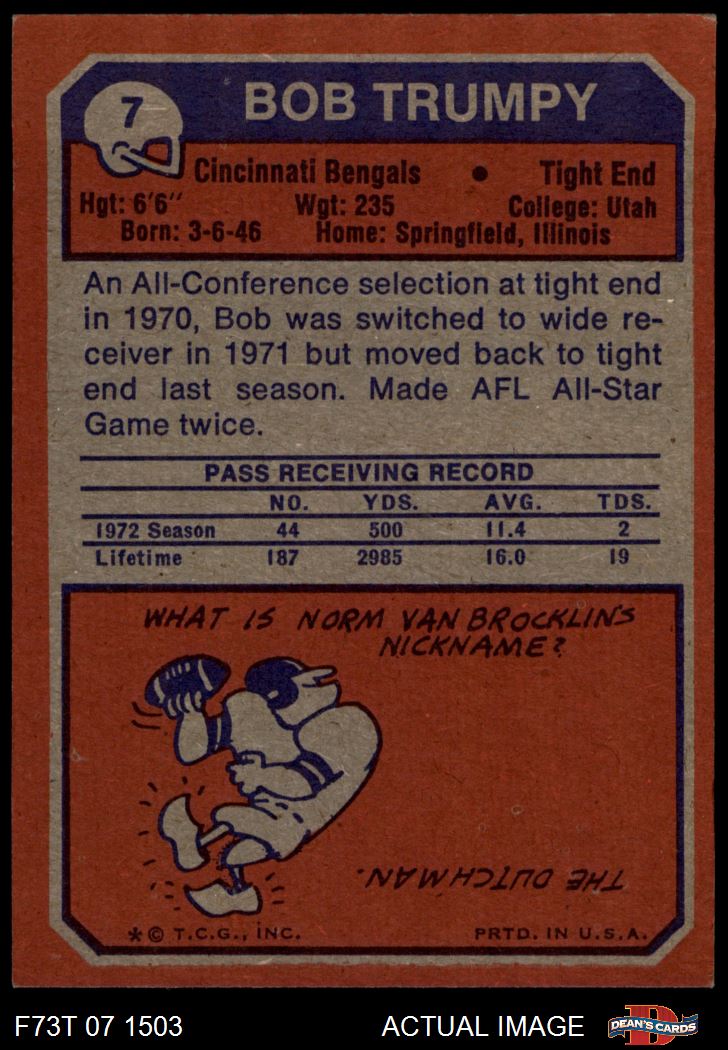 7
BOB TRUMPY
Cincinnati Bengals • Tight End
Hgt: 6'6" Wgt: 235 College: Utah
Born: 3-6-46 Home: Springfield, Illinois
An All-Conference selection at tight end
in 1970, Bob was switched to wide re-
ceiver in 1971 but moved back to tight
end last season. Made AFL All-Star
Game twice.
PASS RECEIVING RECORD
NO. YDS. AVG. TDS.
1972 Season 44 500 11.4 2
Lifetime 187 2985 16.0 19
WHAT IS NORM VAN BROCKLIN'S
NICKNAME?
THE DUTCHMAN.
*© T.C.G., INC. PRTD. IN U.S.A.
F73T 07 1503 ACTUAL IMAGE D DEAN'S CARDS